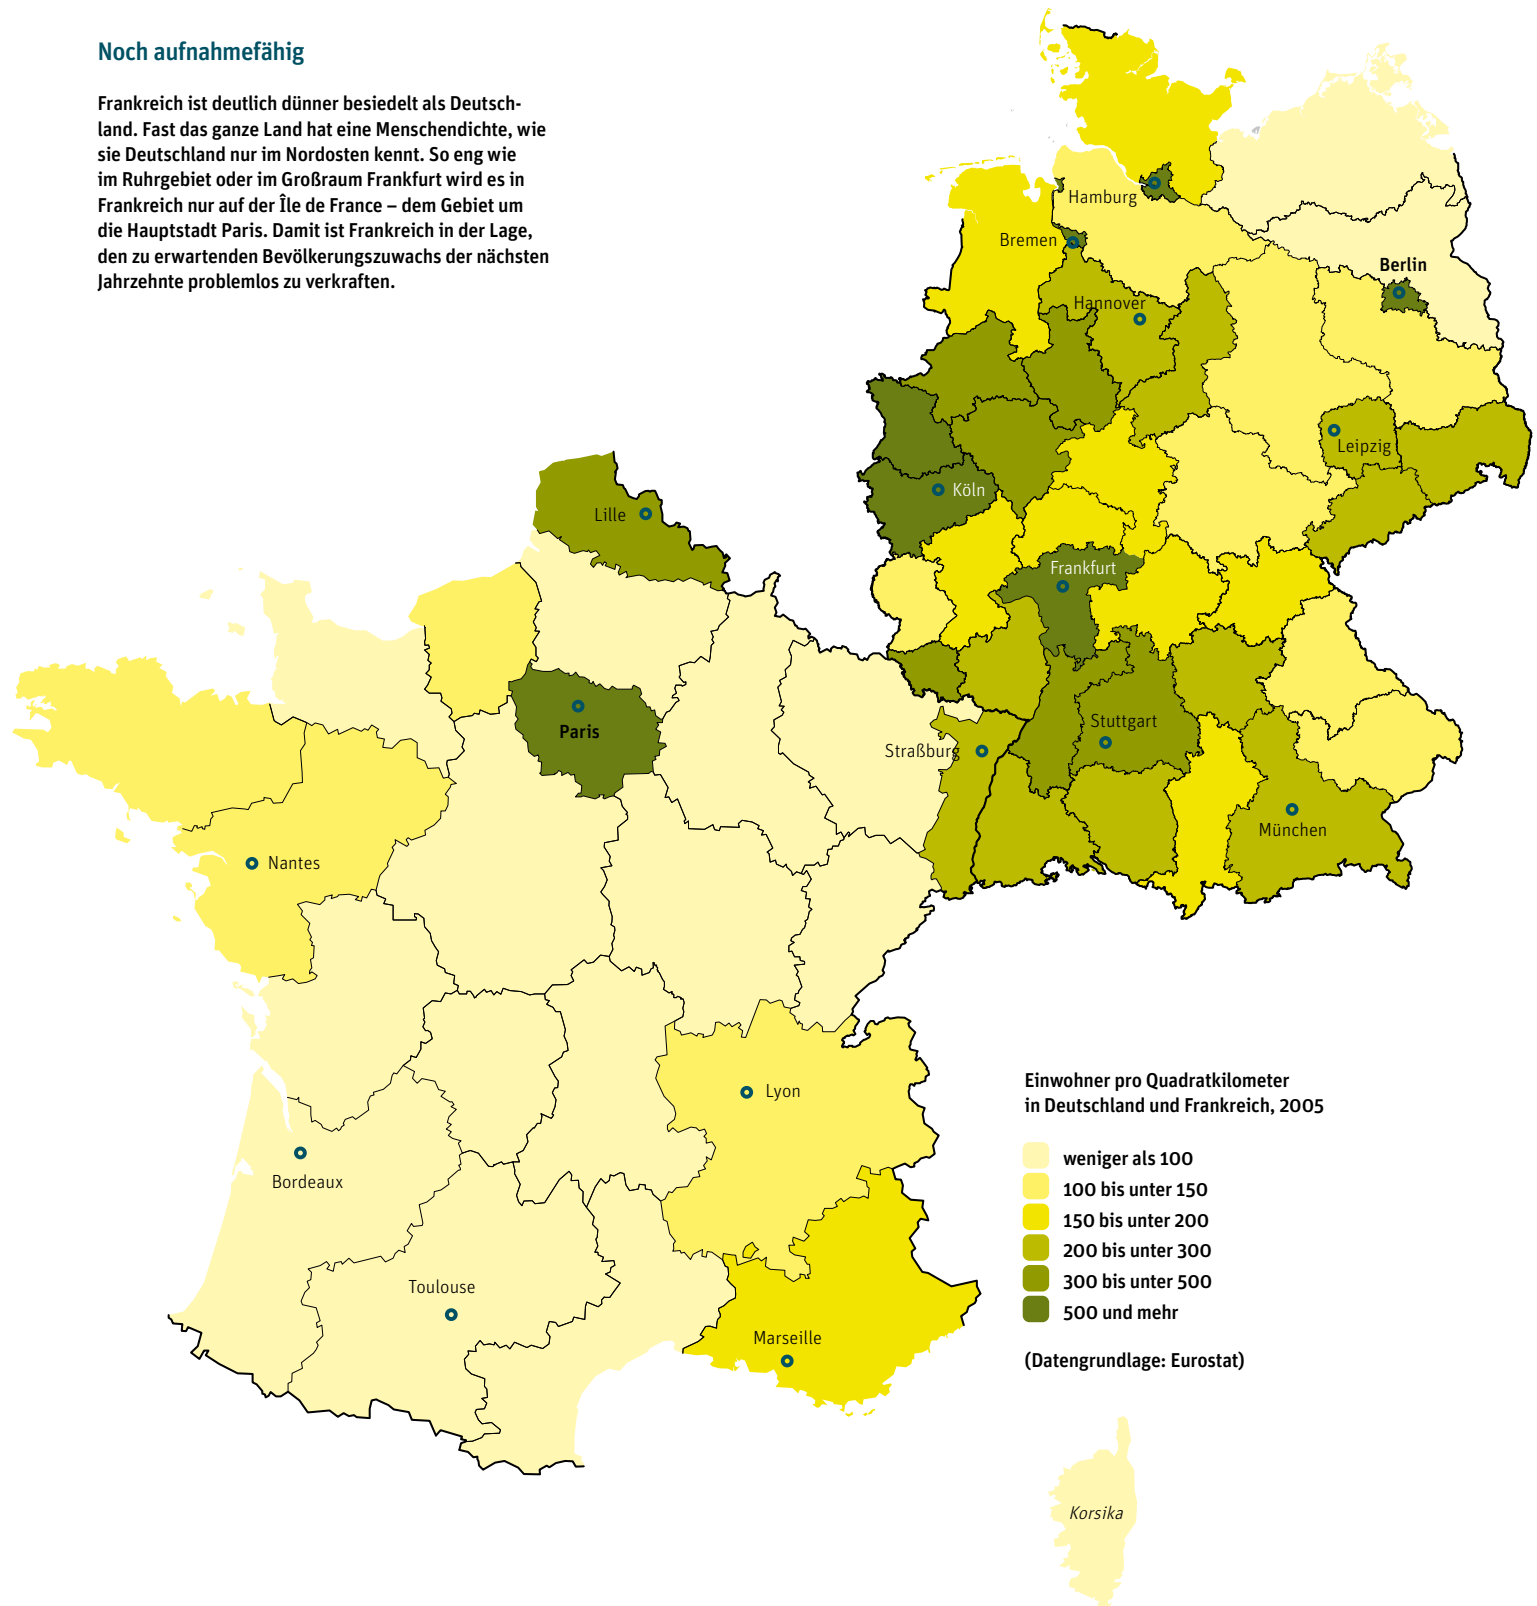 Noch aufnahmefähig
Frankreich ist deutlich dünner besiedelt als Deutsch-
land. Fast das ganze Land hat eine Menschendichte, wie
sie Deutschland nur im Nordosten kennt. So eng wie
im Ruhrgebiet oder im Großraum Frankfurt wird es in
Frankreich nur auf der Île de France – dem Gebiet um
die Hauptstadt Paris. Damit ist Frankreich in der Lage,
den zu erwartenden Bevölkerungszuwachs der nächsten
Jahrzehnte problemlos zu verkraften.
Hamburg
Bremen
Berlin
Hannover
Leipzig
Köln
Lille
Frankfurt
Paris
Stuttgart
Straßburg
München
Nantes
Lyon
Bordeaux
Toulouse
Marseille
Einwohner pro Quadratkilometer
in Deutschland und Frankreich, 2005
weniger als 100
100 bis unter 150
150 bis unter 200
200 bis unter 300
300 bis unter 500
500 und mehr
(Datengrundlage: Eurostat)
Korsika